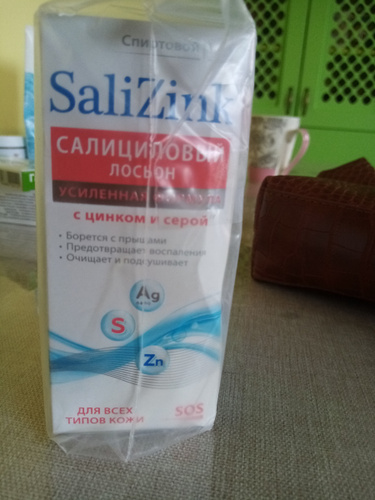 Спиртовой
SaliZink
САЛИЦИЛОВЫЙ
ЛОСЬОН
УСИЛЕННАЯ
с цинком и серой
• Борется с прыщами
• Предотвращает воспаления
• Очищает и подсушивает
Ag
S
Zn
ДЛЯ ВСЕХ
ТИПОВ КОЖИ
SOS